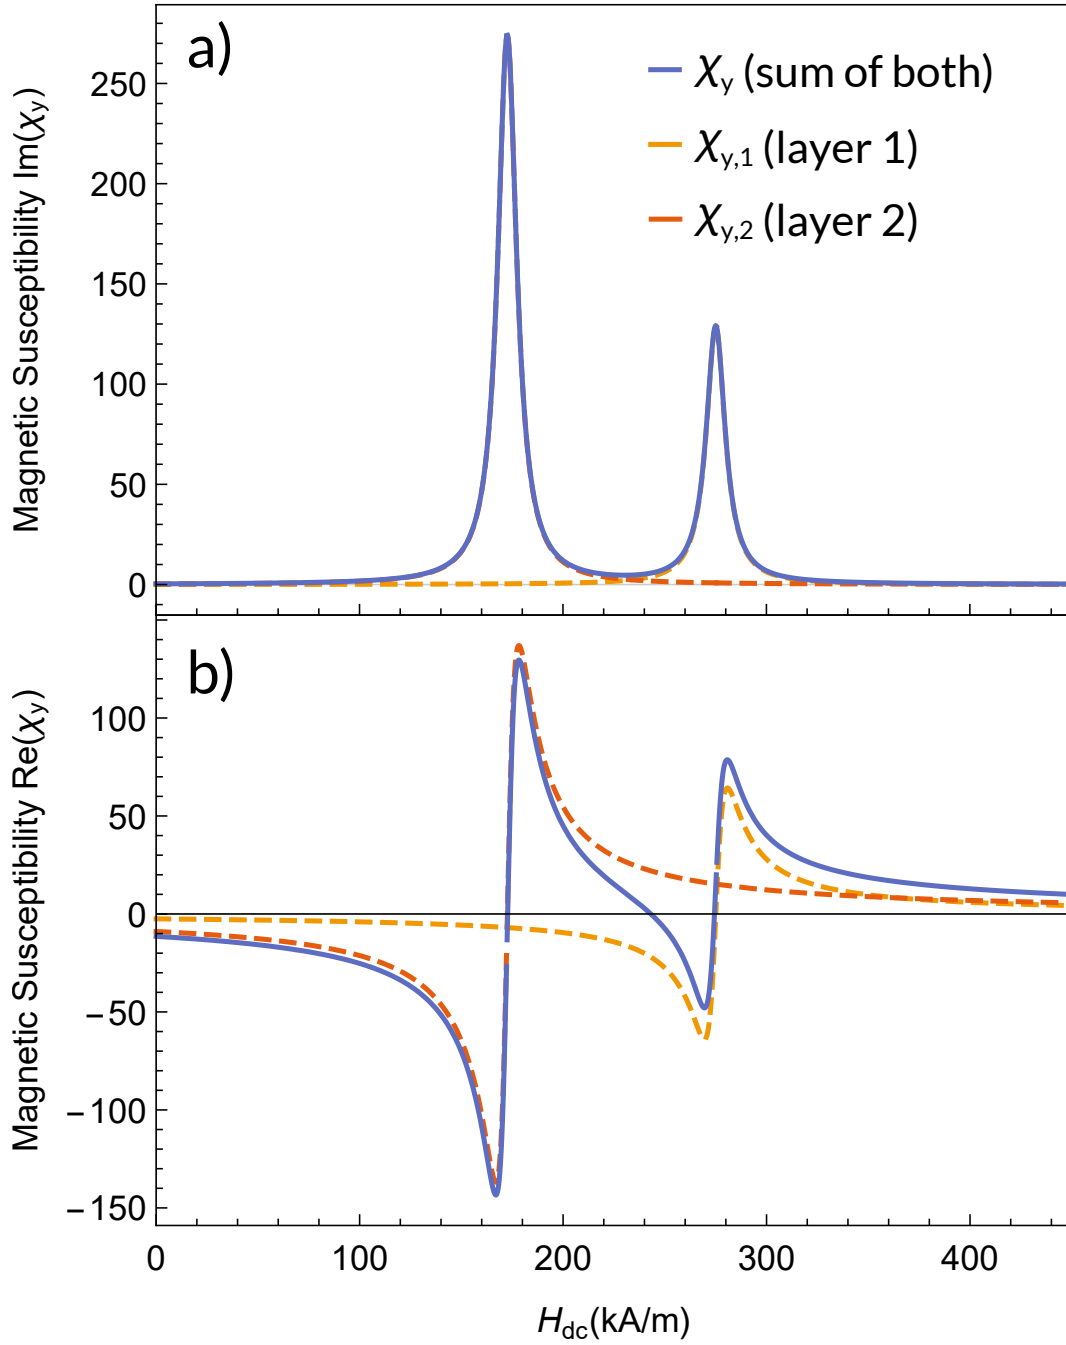 a)
χy (sum of both)
χy,1 (layer 1)
χy,2 (layer 2)
Magnetic Susceptibility Im(χy)
250
200
150
100
50
0
b)
Magnetic Susceptibility Re(χy)
100
50
0
−50
−100
−150
0 100 200 300 400
Hdc(kA/m)